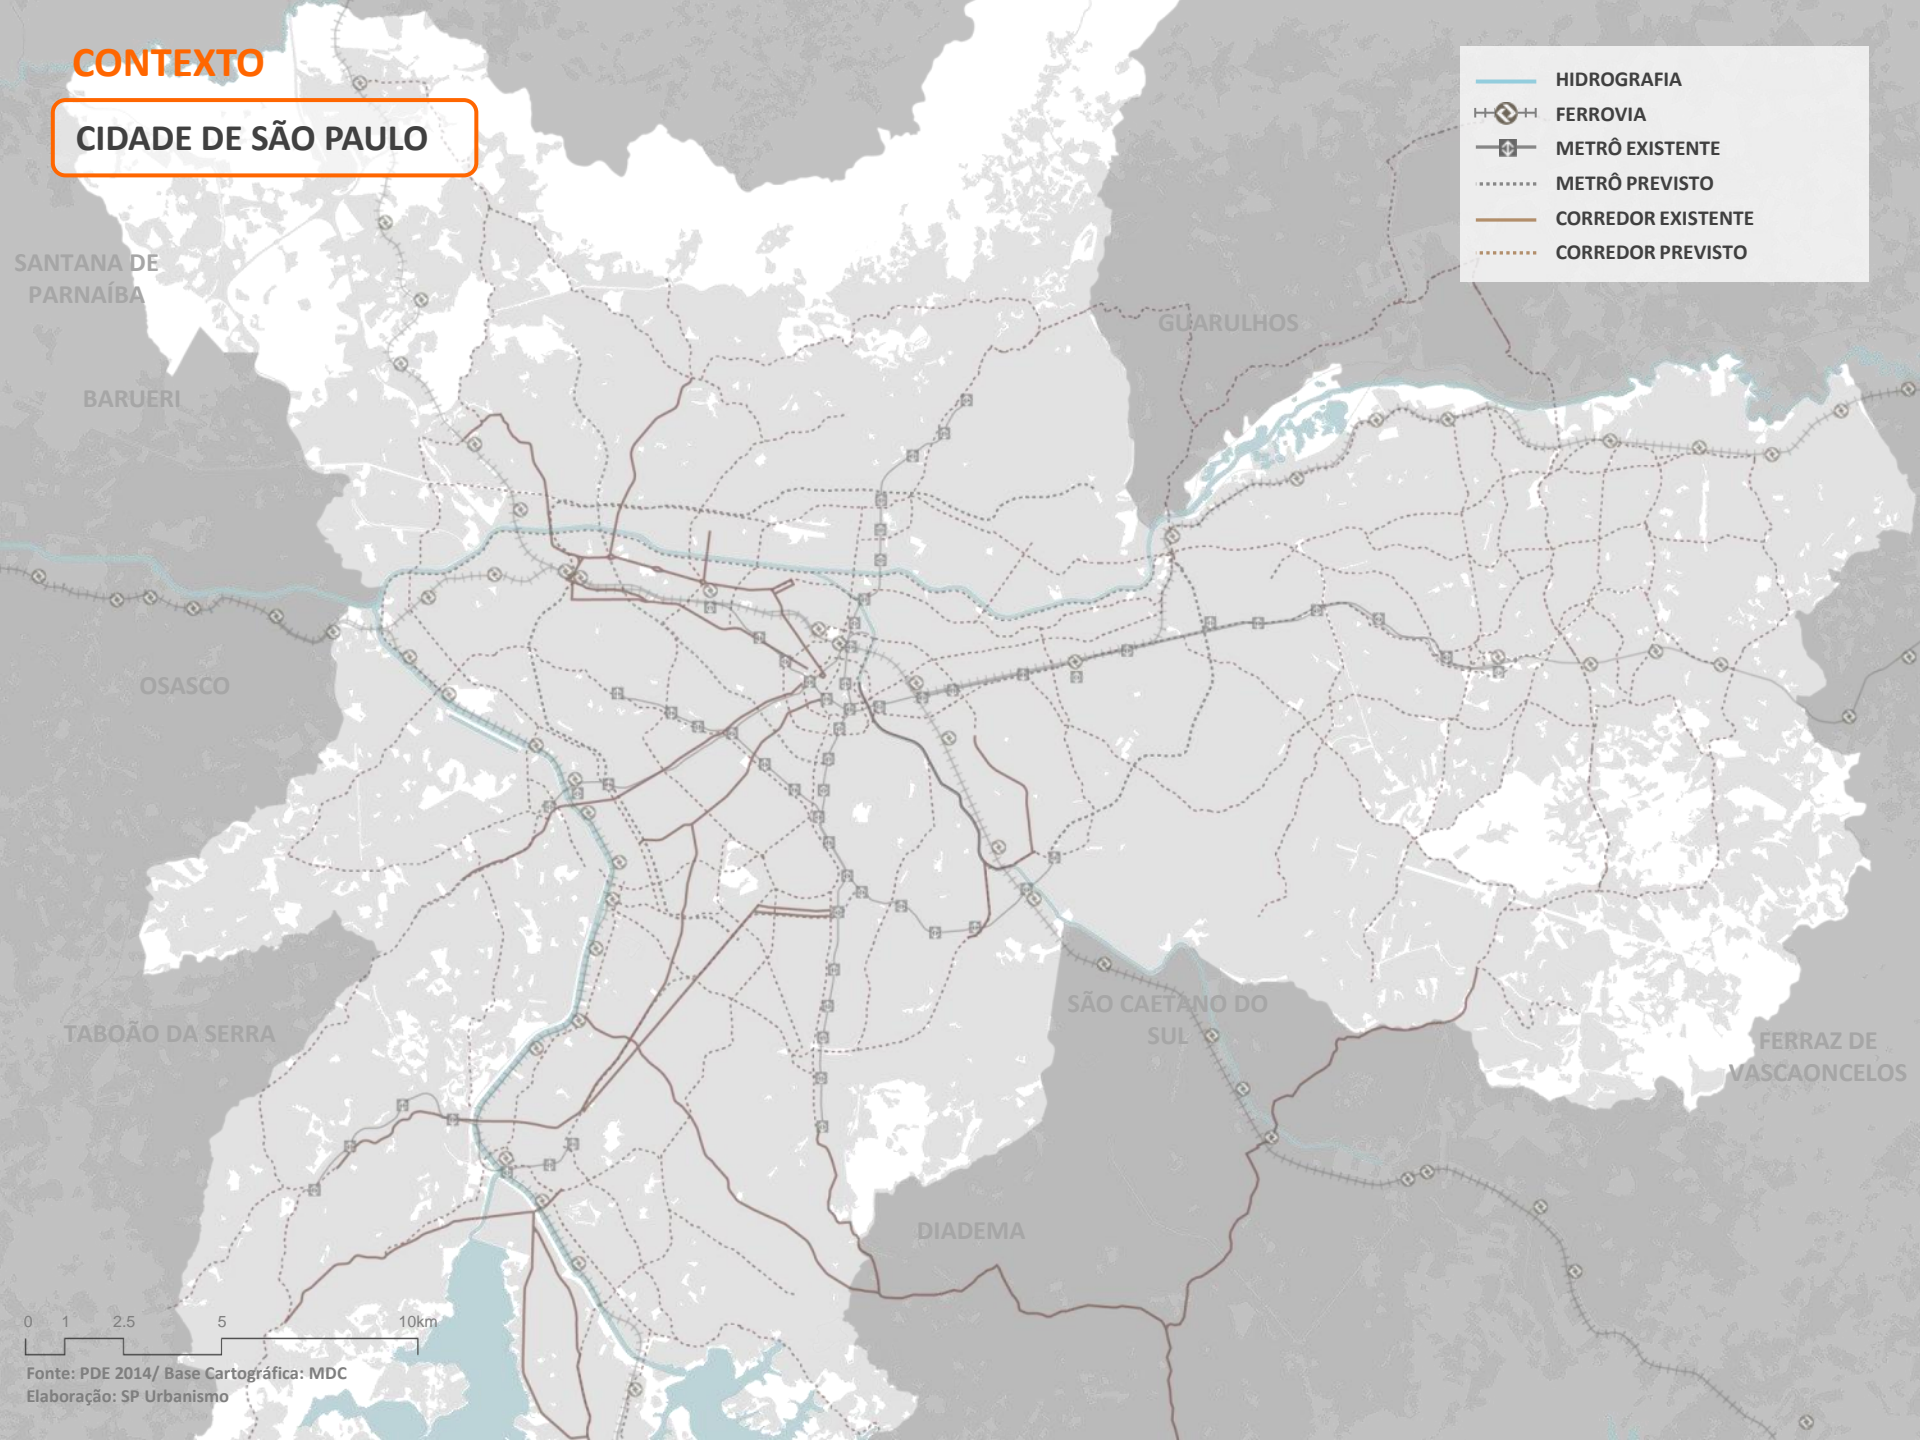 CONTEXTO
CIDADE DE SÃO PAULO
HIDROGRAFIA
FERROVIA
METRÔ EXISTENTE
METRÔ PREVISTO
CORREDOR EXISTENTE
CORREDOR PREVISTO
SANTANA DE
PARNAÍBA
GUARULHOS
BARUERI
OSASCO
TABOÃO DA SERRA
SÃO CAETANO DO
SUL
FERRAZ DE
VASCAONCELOS
DIADEMA
0 1 2.5 5 10km
Fonte: PDE 2014/ Base Cartográfica: MDC
Elaboração: SP Urbanismo